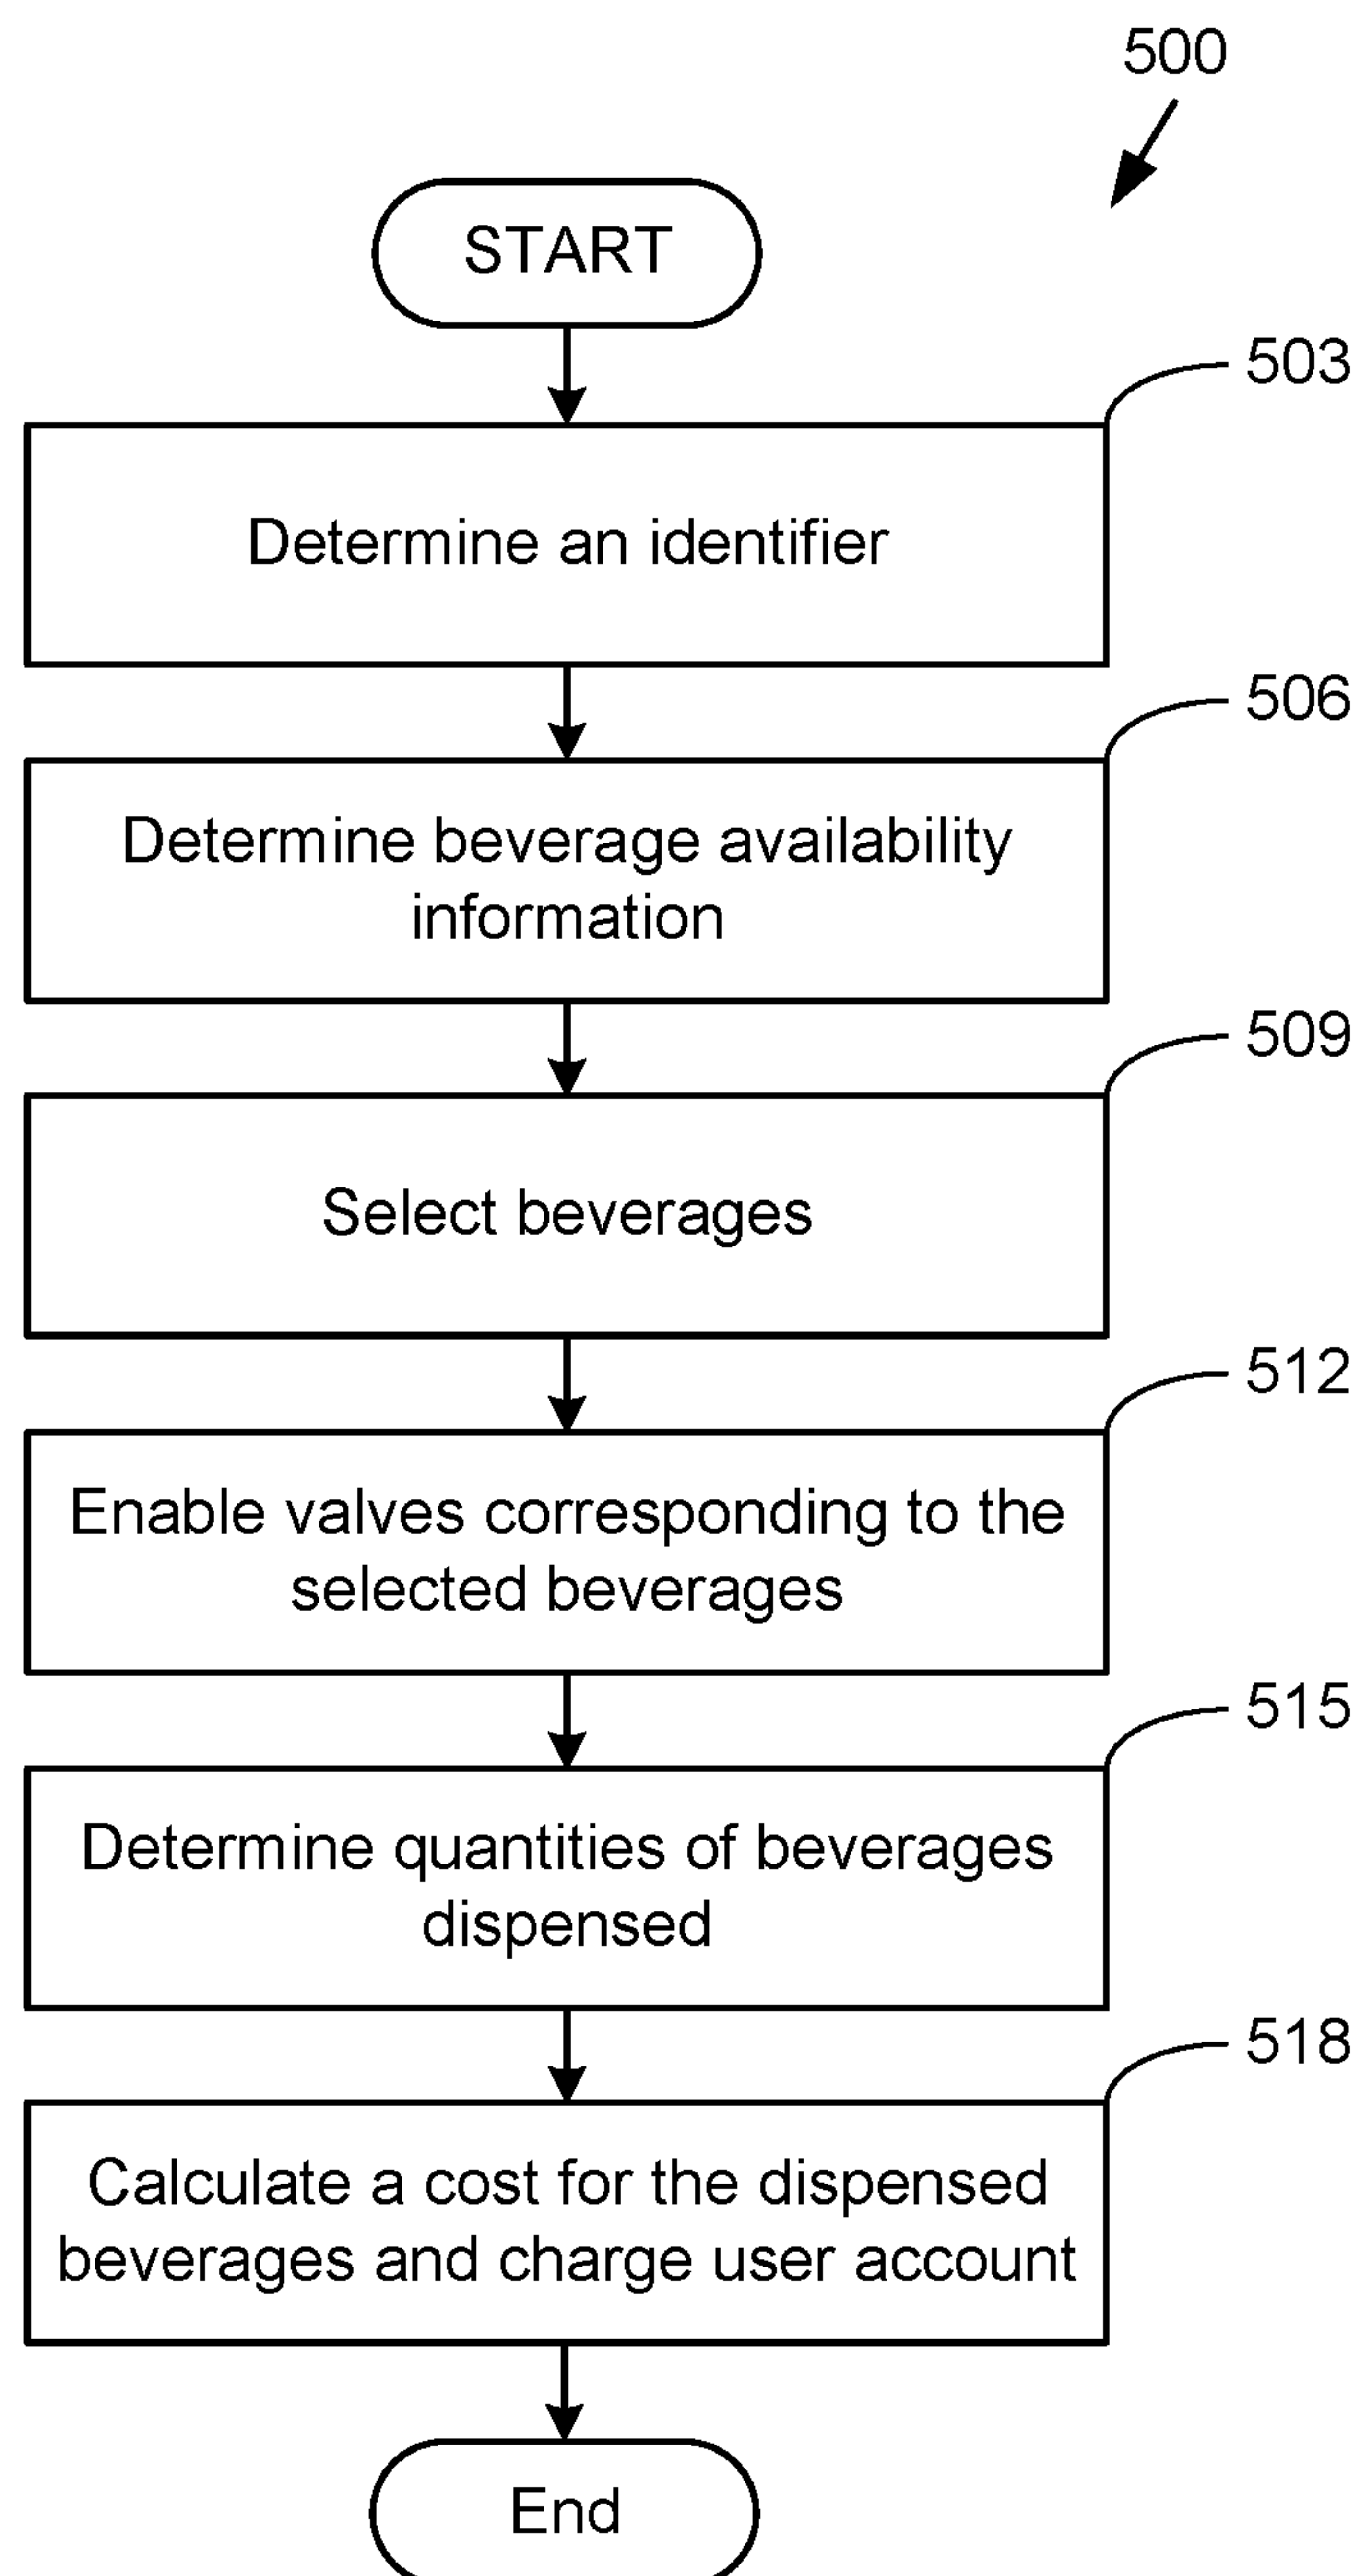 500
START
503
Determine an identifier
506
Determine beverage availability
information
509
Select beverages
512
Enable valves corresponding to the
selected beverages
515
Determine quantities of beverages
dispensed
518
Calculate a cost for the dispensed
beverages and charge user account
End